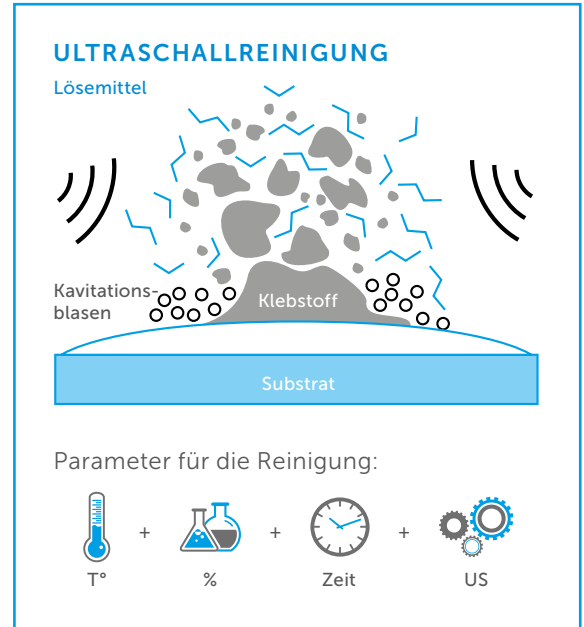 ULTRASCHALLREINIGUNG
Lösemittel
Kavitations-
blasen
Klebstoff
Substrat
Parameter für die Reinigung:
+ + +
T° % Zeit US